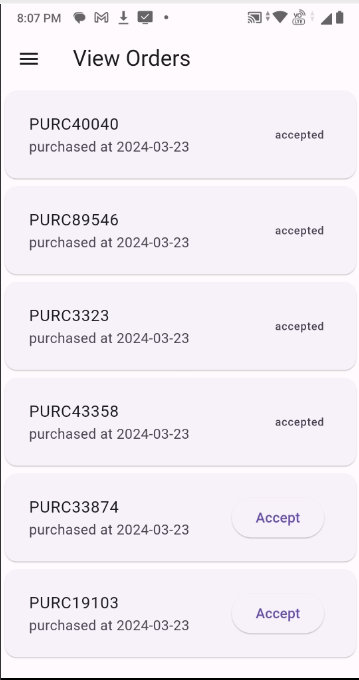 8:07 PM
View Orders
PURC40040
purchased at 2024-03-23
accepted
PURC89546
purchased at 2024-03-23
accepted
PURC3323
purchased at 2024-03-23
accepted
PURC43358
purchased at 2024-03-23
accepted
PURC33874
purchased at 2024-03-23
Accept
PURC19103
purchased at 2024-03-23
Accept